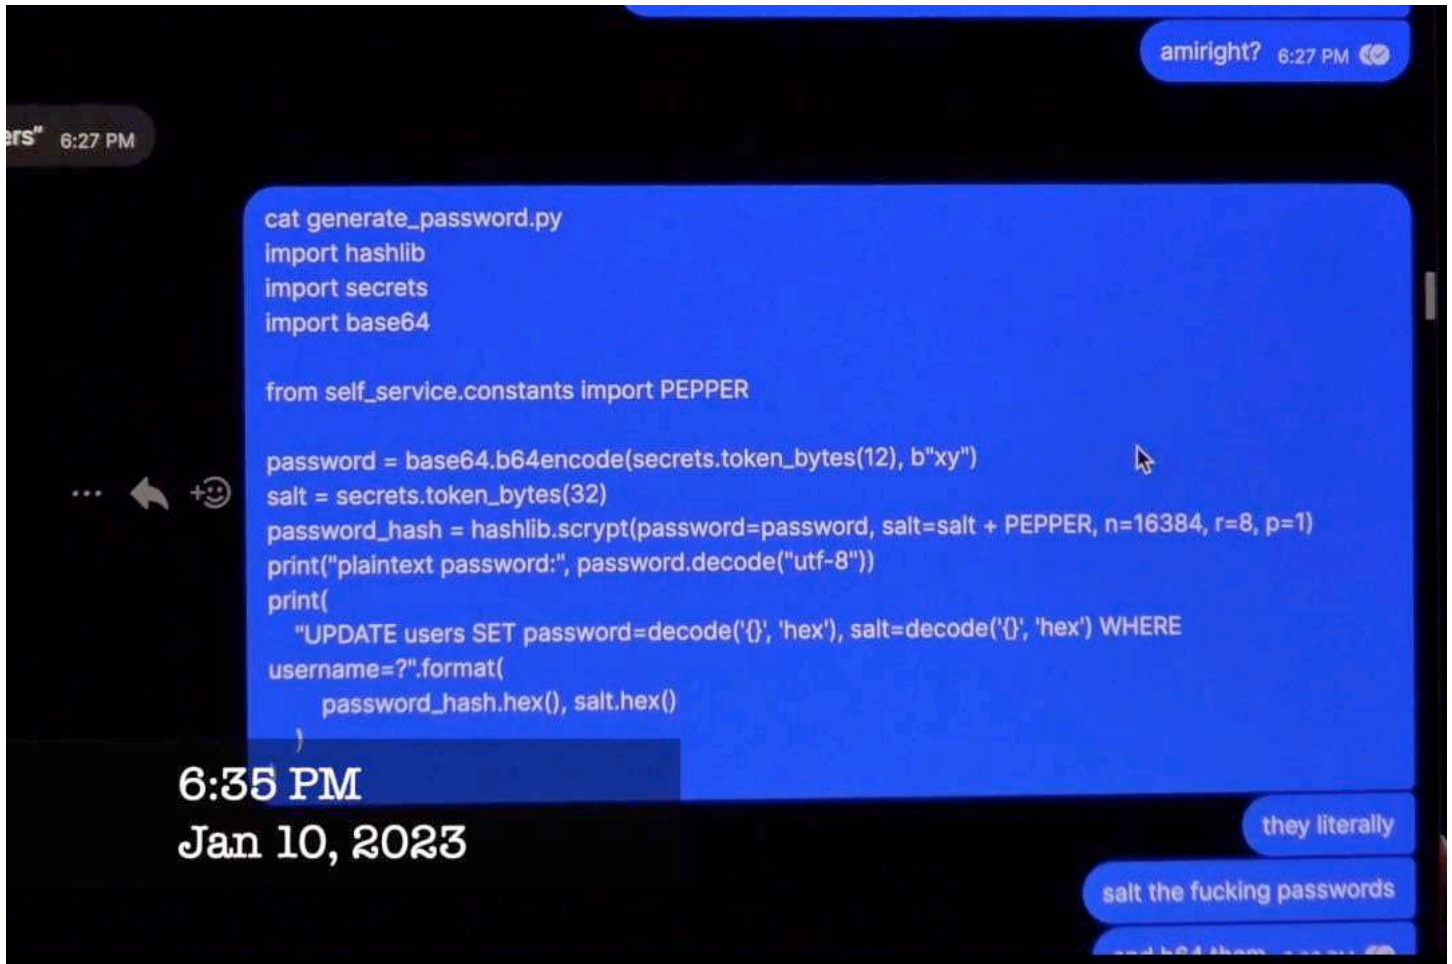 amiright? 6:27 PM
ers" 6:27 PM
cat generate_password.py
import hashlib
import secrets
import base64
from self_service.constants import PEPPER
password = base64.b64encode(secrets.token_bytes(12), b"xy")
salt = secrets.token_bytes(32)
password_hash = hashlib.scrypt(password=password, salt=salt + PEPPER, n=16384, r=8, p=1)
print("plaintext password:", password.decode("utf-8"))
print(
"UPDATE users SET password=decode('{}', 'hex'), salt=decode('{}', 'hex') WHERE
username=?".format(
password_hash.hex(), salt.hex()
)
6:35 PM
Jan 10, 2023
they literally
salt the fucking passwords
and b64 them